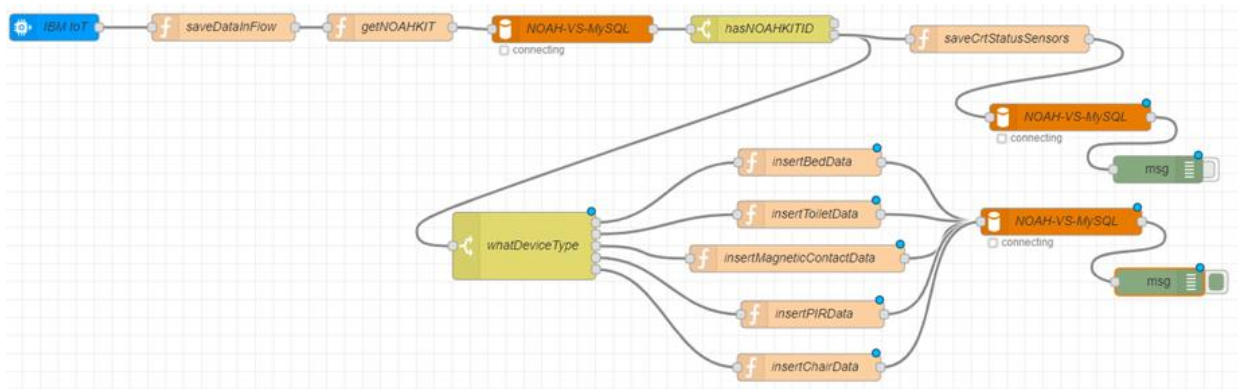 IBM IoT
saveDataInFlow
getNOAHKIT
NOAH-VS-MySQL
connecting
hasNOAHKITID
saveCrtStatusSensors
NOAH-VS-MySQL
connecting
msg
insertBedData
insertToiletData
whatDeviceType
insertMagneticContactData
NOAH-VS-MySQL
connecting
msg
insertPIRData
insertChairData